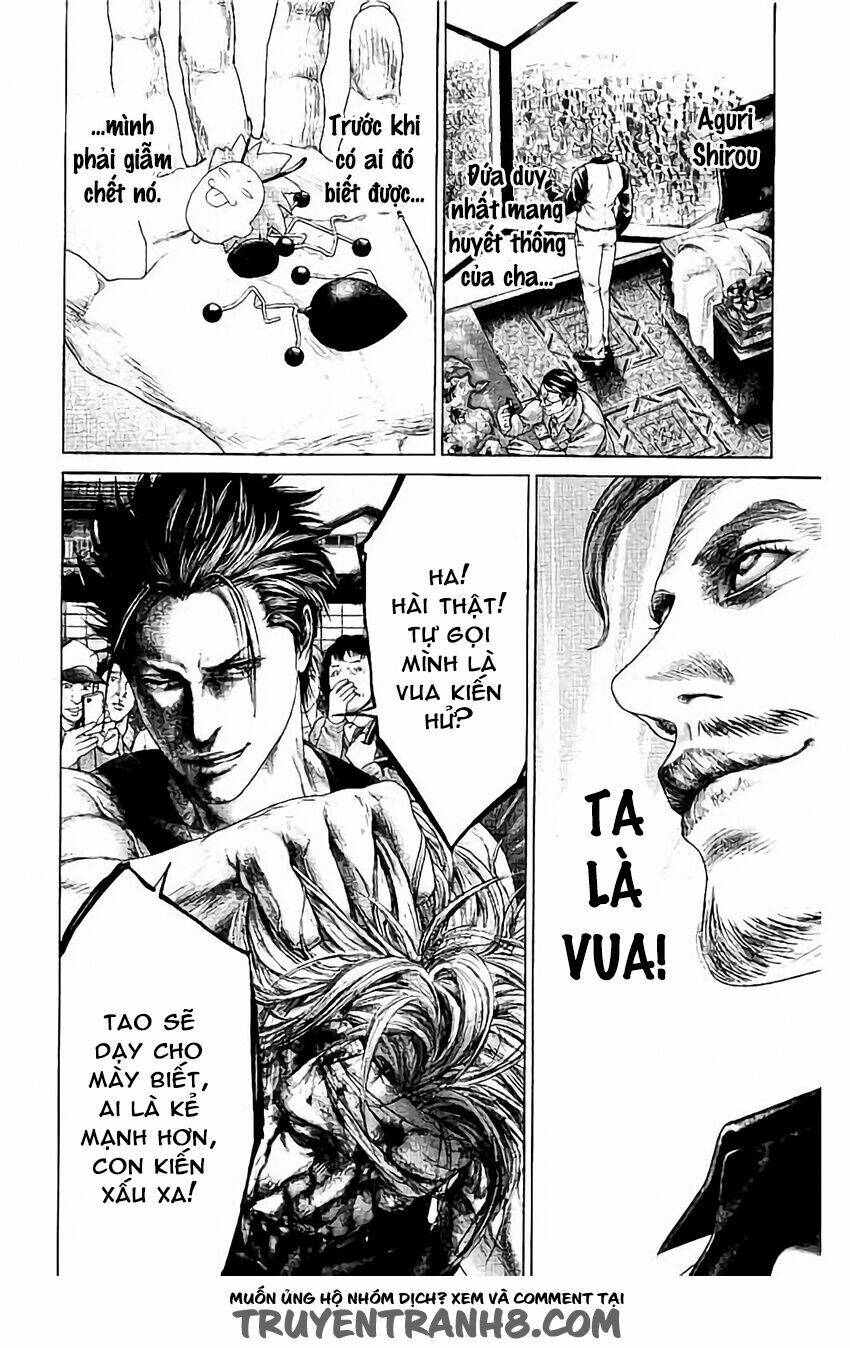 Aguri
Shirou
Đứa duy
nhất mang
huyết thống
của cha...
Trước khi
có ai đó
biết được...
...mình
phải giẫm
chết nó.
TA
LÀ
VUA!
HA!
HÀI THẬT!
TỰ GỌI
MÌNH LÀ
VUA KIẾN
HỬ?
TAO SẼ
DẠY CHO
MÀY BIẾT,
AI LÀ KẺ
MẠNH HƠN,
CON KIẾN
XẤU XA!
MUỐN ỦNG HỘ NHÓM DỊCH? XEM VÀ COMMENT TẠI
TRUYENTRANH8.COM